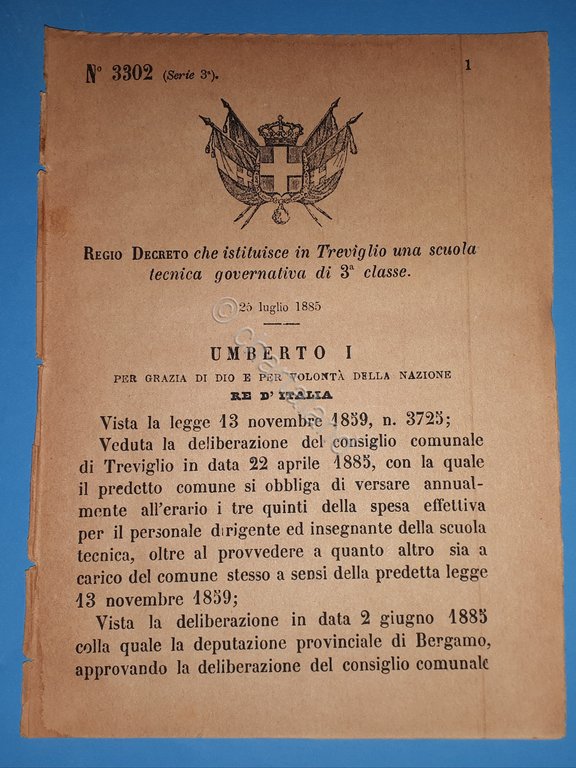 N° 3302 (Serie 3ª).
1
REGIO DECRETO che istituisce in Treviglio una scuola
tecnica governativa di 3ª classe.
25 luglio 1885
UMBERTO I
PER GRAZIA DI DIO E PER VOLONTÀ DELLA NAZIONE
RE D'ITALIA
Vista la legge 13 novembre 1859, n. 3725;
Veduta la deliberazione del consiglio comunale
di Treviglio in data 22 aprile 1885, con la quale
il predetto comune si obbliga di versare annual-
mente all'erario i tre quinti della spesa effettiva
per il personale dirigente ed insegnante della scuola
tecnica, oltre al provvedere a quanto altro sia a
carico del comune stesso a sensi della predetta legge
13 novembre 1859;
Vista la deliberazione in data 2 giugno 1885
colla quale la deputazione provinciale di Bergamo,
approvando la deliberazione del consiglio comunale